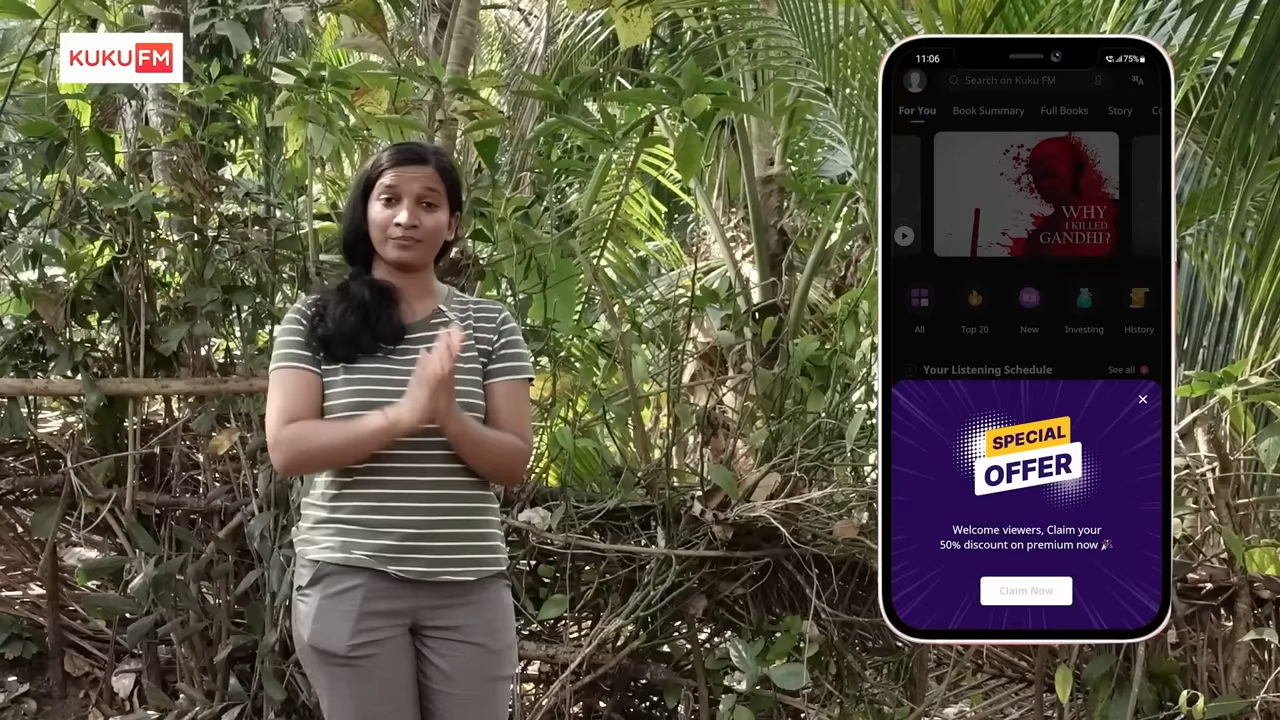 KUKU FM
11:06
75%
Search on Kuku FM
For You Book Summary Full Books Story Co
WHY
I KILLED
GANDHI?
All Top 20 New Investing History
Your Listening Schedule See all
SPECIAL
OFFER
Welcome viewers, Claim your
50% discount on premium now
Claim Now